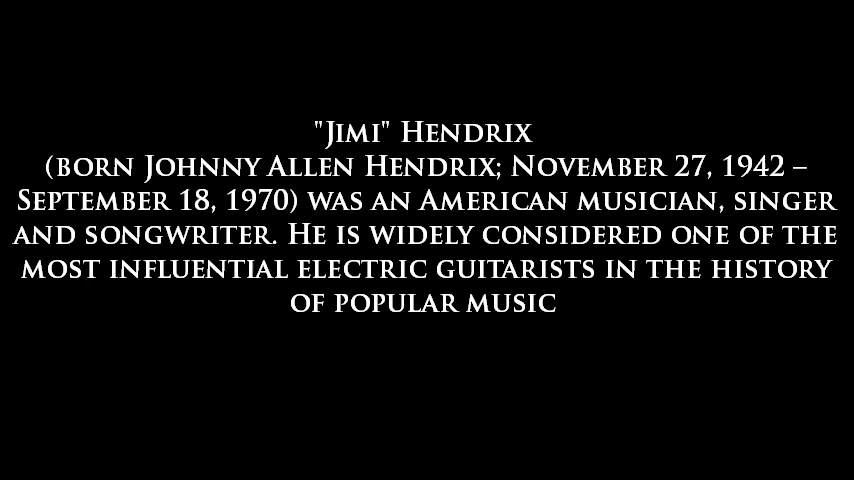 "Jimi" Hendrix
(born Johnny Allen Hendrix; November 27, 1942 –
September 18, 1970) was an American musician, singer
and songwriter. He is widely considered one of the
most influential electric guitarists in the history
of popular music